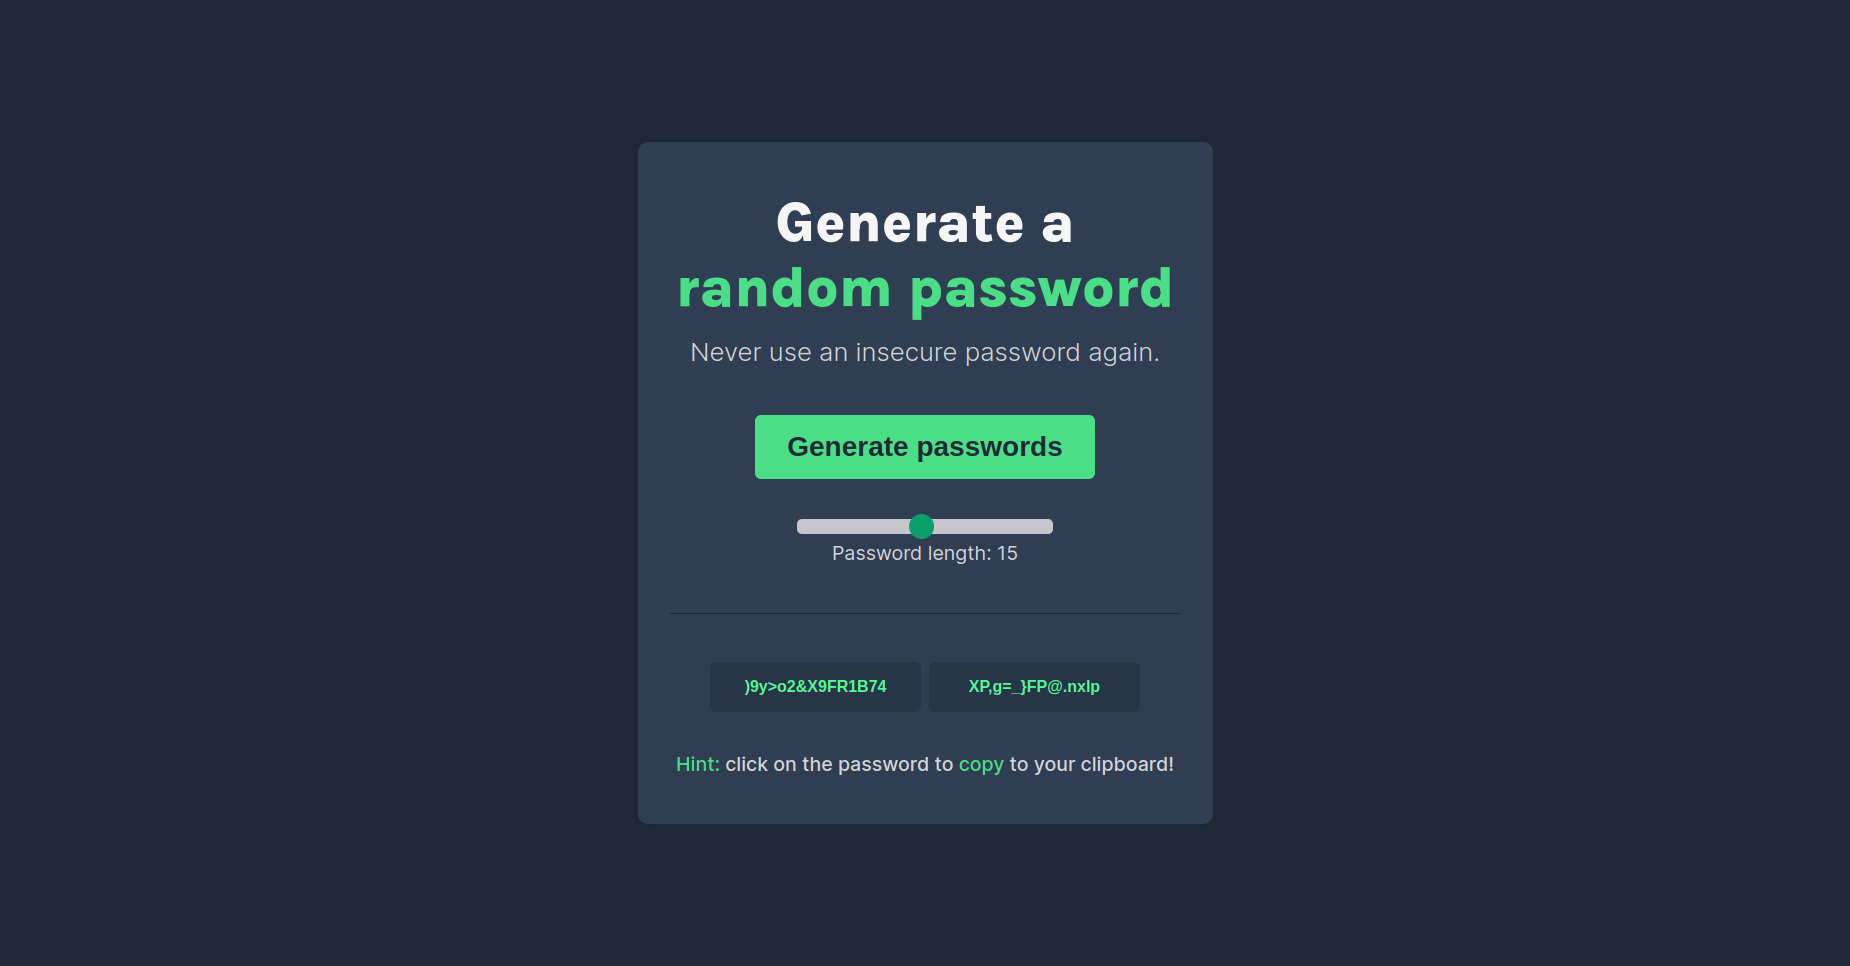 Generate a
random password
Never use an insecure password again.
Generate passwords
Password length: 15
)9y>o2&X9FR1B74
XP,g=_}FP@.nxlp
Hint: click on the password to copy to your clipboard!